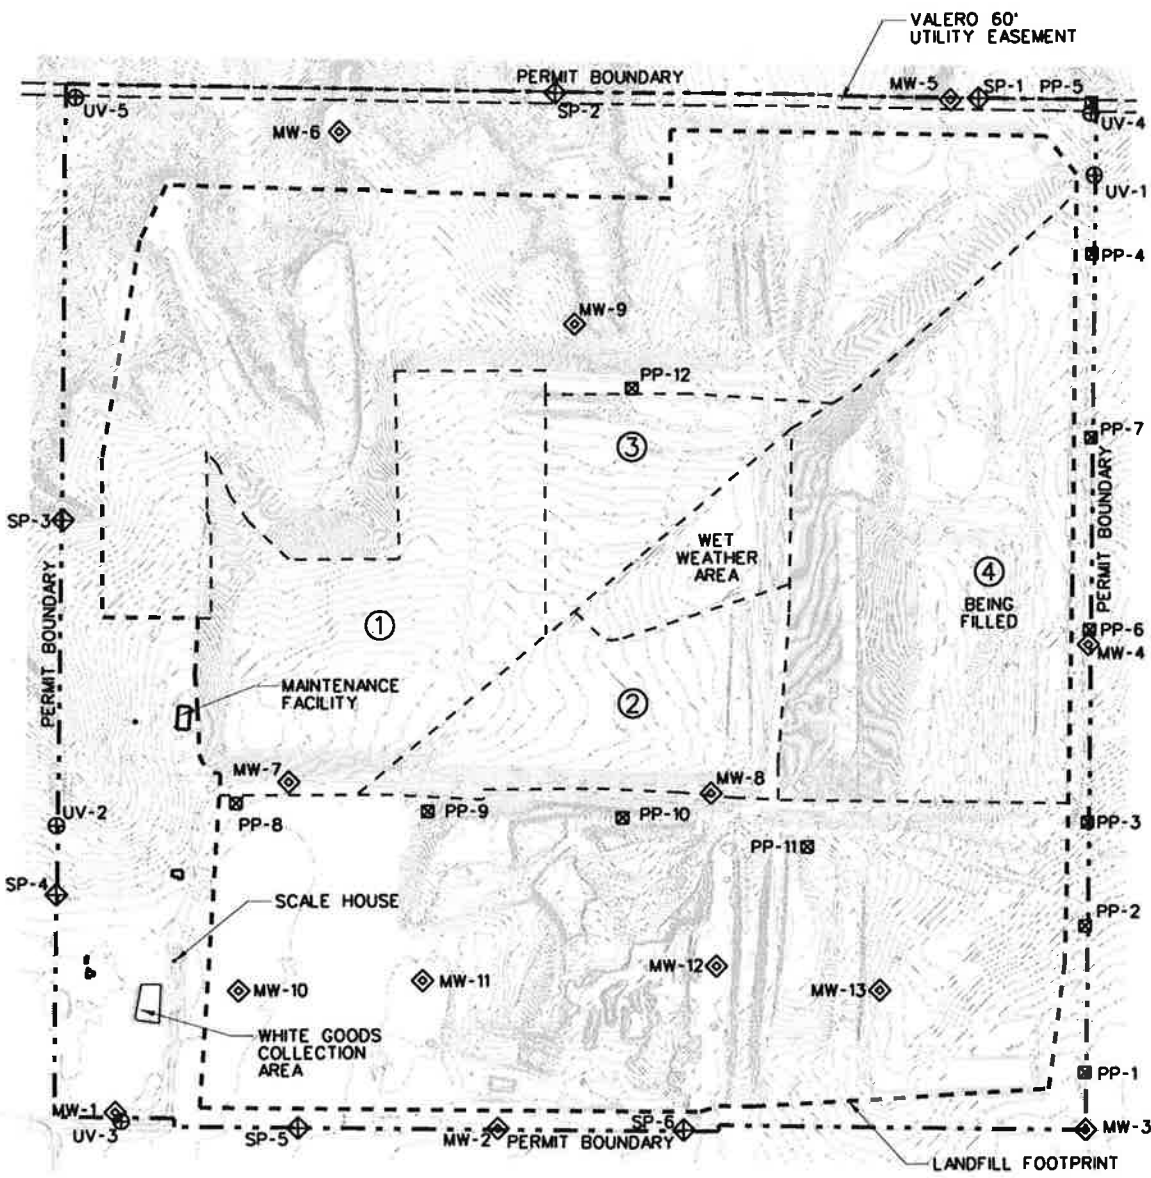 VALERO 60'
UTILITY EASEMENT
PERMIT BOUNDARY
MW-5
SP-1
PP-5
UV-5
SP-2
UV-4
MW-6
UV-1
PP-4
MW-9
PP-12
3
PP-7
PERMIT BOUNDARY
SP-3
WET
WEATHER
AREA
4
BEING
FILLED
PERMIT BOUNDARY
1
PP-6
MW-4
MAINTENANCE
FACILITY
2
MW-7
MW-8
UV-2
PP-8
PP-9
PP-10
PP-3
PP-11
SP-4
SCALE HOUSE
PP-2
MW-10
MW-11
MW-12
MW-13
WHITE GOODS
COLLECTION
AREA
PP-1
MW-1
UV-3
SP-5
MW-2
PERMIT BOUNDARY
SP-6
MW-3
LANDFILL FOOTPRINT